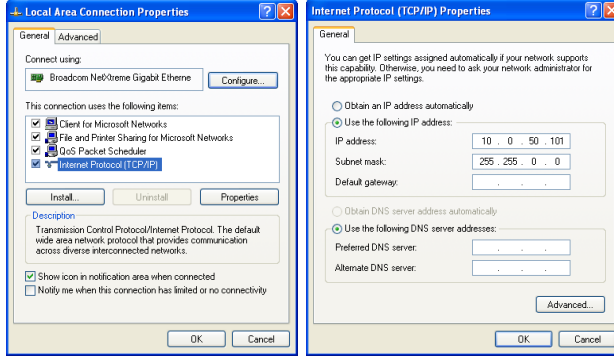 Local Area Connection Properties
General Advanced
Connect using:
Broadcom NetXtreme Gigabit Etherne
Configure...
This connection uses the following items:
Client for Microsoft Networks
File and Printer Sharing for Microsoft Networks
QoS Packet Scheduler
Internet Protocol (TCP/IP)
Install... Uninstall Properties
Description
Transmission Control Protocol/Internet Protocol. The default
wide area network protocol that provides communication
across diverse interconnected networks.
Show icon in notification area when connected
Notify me when this connection has limited or no connectivity
OK Cancel
Internet Protocol (TCP/IP) Properties
General
You can get IP settings assigned automatically if your network supports
this capability. Otherwise, you need to ask your network administrator for
the appropriate IP settings.
Obtain an IP address automatically
Use the following IP address:
IP address: 10 . 0 . 50 . 101
Subnet mask: 255 . 255 . 0 . 0
Default gateway: . . .
Obtain DNS server address automatically
Use the following DNS server addresses:
Preferred DNS server: . . .
Alternate DNS server: . . .
Advanced...
OK Cancel